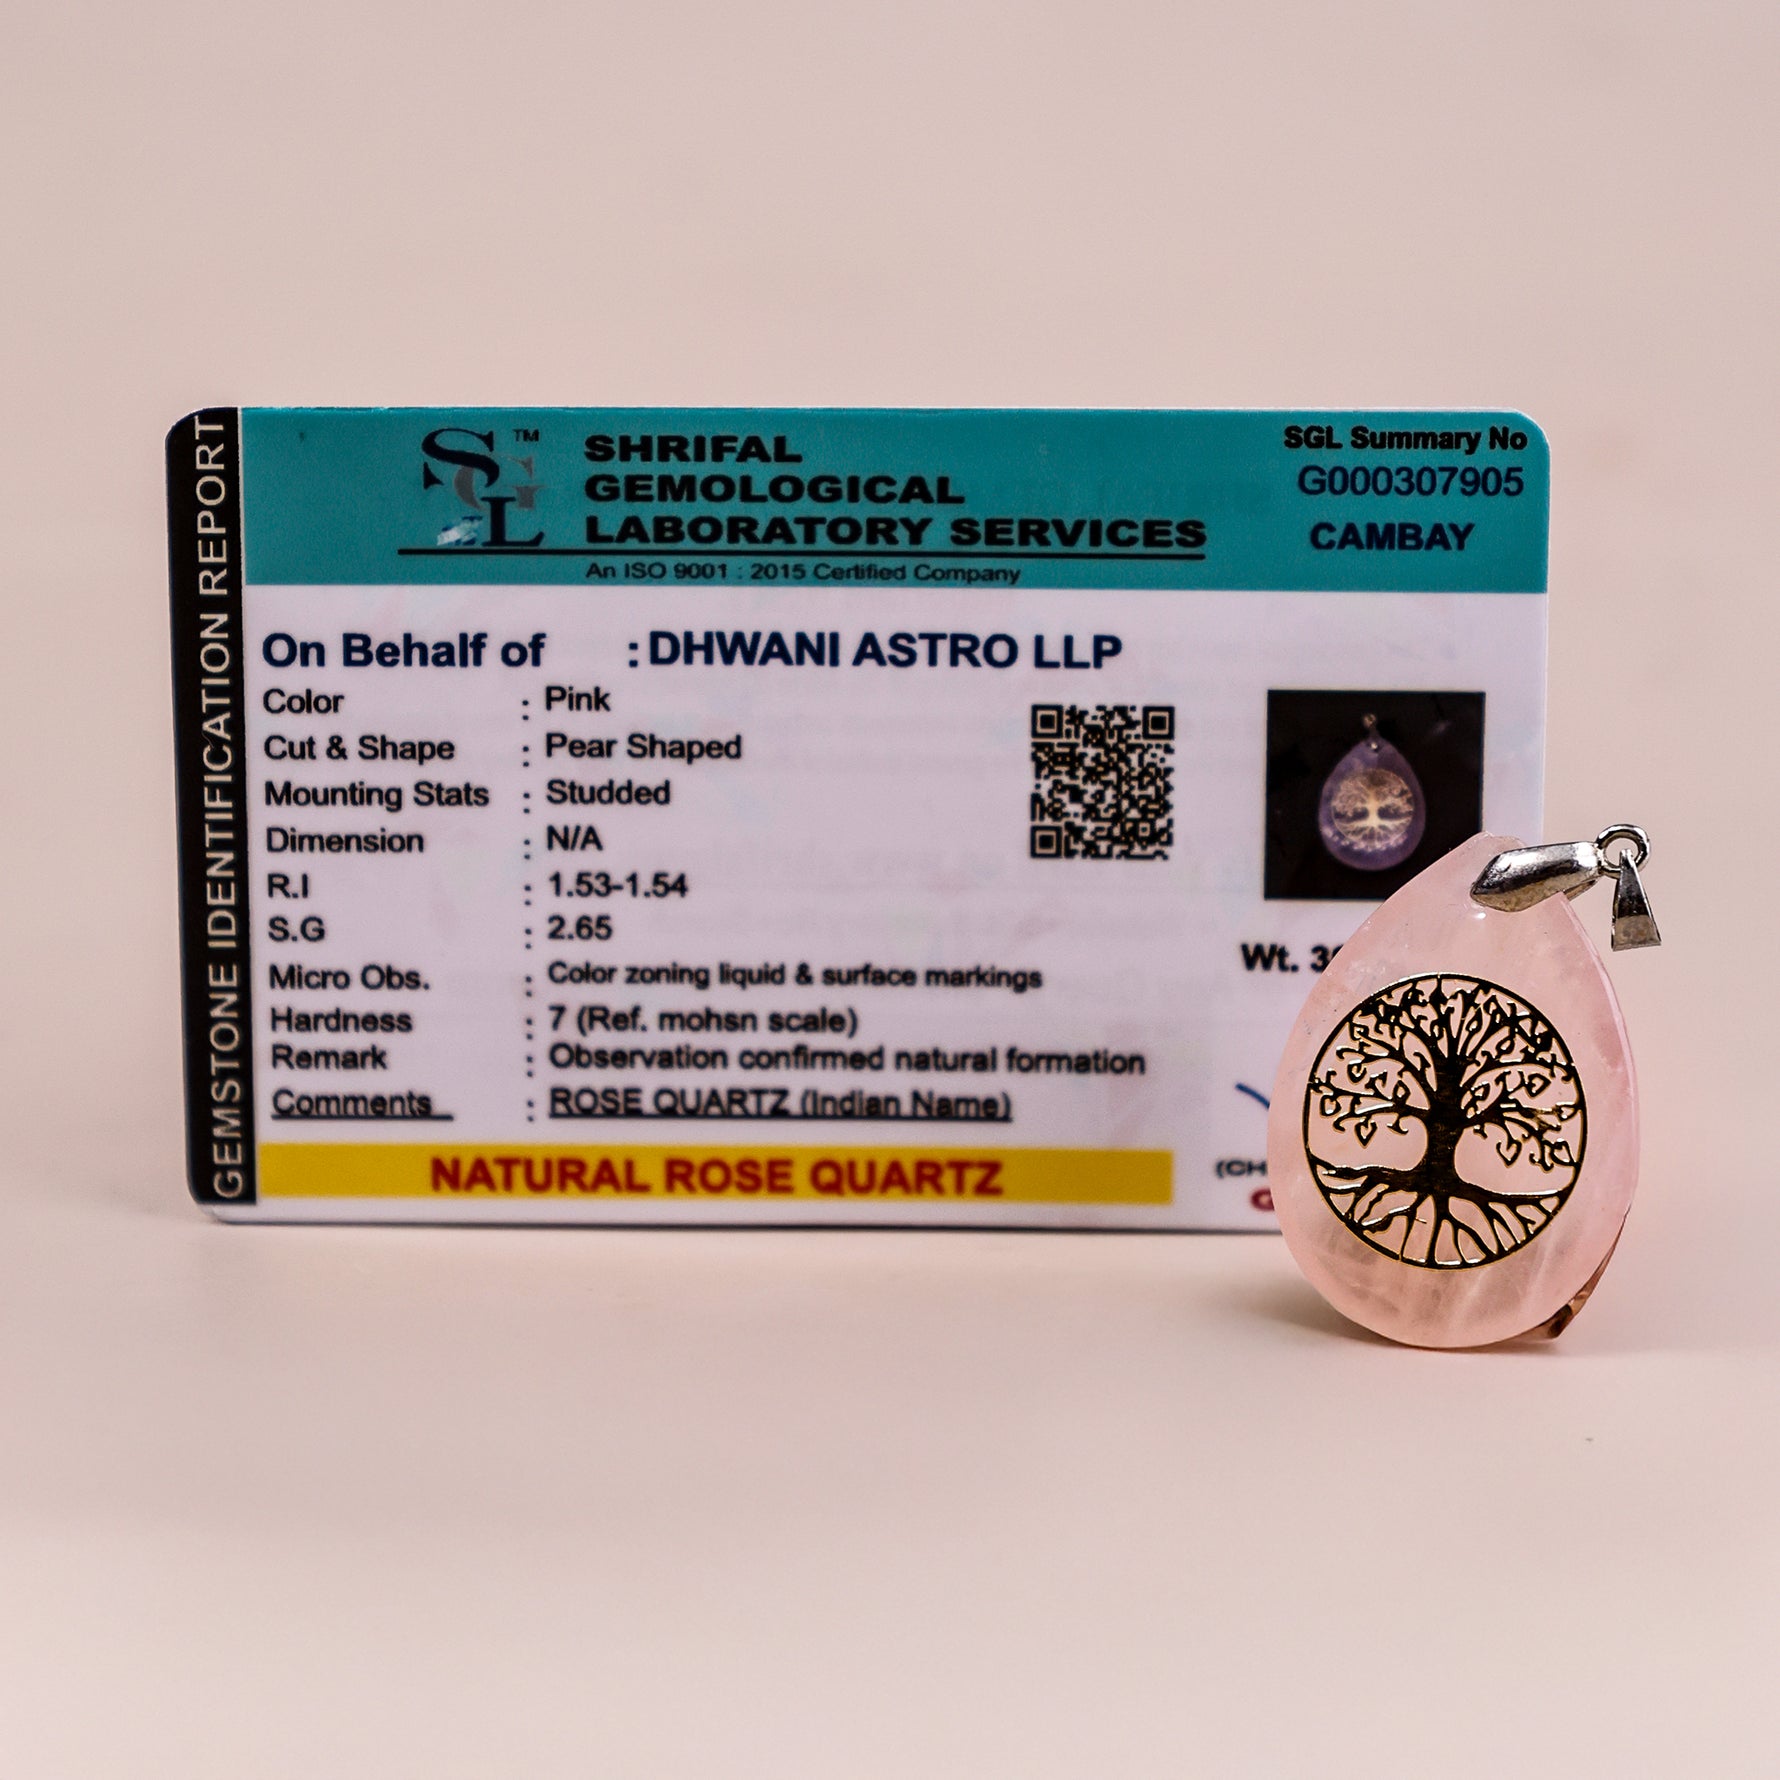 GEMSTONE IDENTIFICATION REPORT
SGL ™
SHRIFAL
GEMOLOGICAL
LABORATORY SERVICES
An ISO 9001 : 2015 Certified Company
SGL Summary No
G000307905
CAMBAY
On Behalf of : DHWANI ASTRO LLP
Color : Pink
Cut & Shape : Pear Shaped
Mounting Stats : Studded
Dimension : N/A
R.I : 1.53-1.54
S.G : 2.65
Micro Obs. : Color zoning liquid & surface markings
Hardness : 7 (Ref. mohsn scale)
Remark : Observation confirmed natural formation
Comments : ROSE QUARTZ (Indian Name)
NATURAL ROSE QUARTZ
Wt.